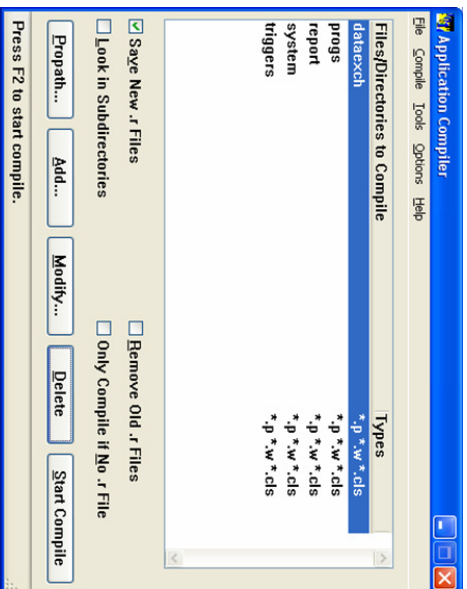 Application Compiler
File Compile Tools Options Help
Files/Directories to Compile Types
dataexch *.p *.w *.cls
progs *.p *.w *.cls
report *.p *.w *.cls
system *.p *.w *.cls
triggers *.p *.w *.cls
Save New .r Files Remove Old .r Files
Look in Subdirectories Only Compile if No .r File
Propath... Add... Modify... Delete Start Compile
Press F2 to start compile.